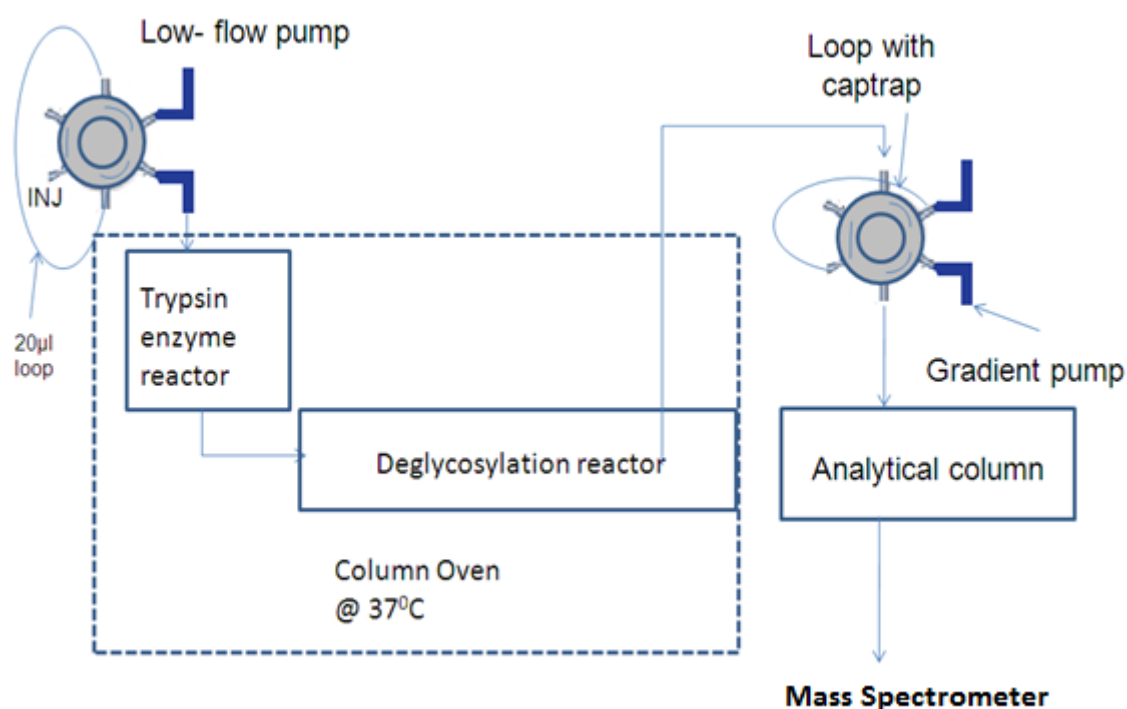 Low- flow pump
Loop with
captrap
INJ
20µl
loop
Trypsin
enzyme
reactor
Gradient pump
Deglycosylation reactor
Analytical column
Column Oven
@ 37⁰C
Mass Spectrometer